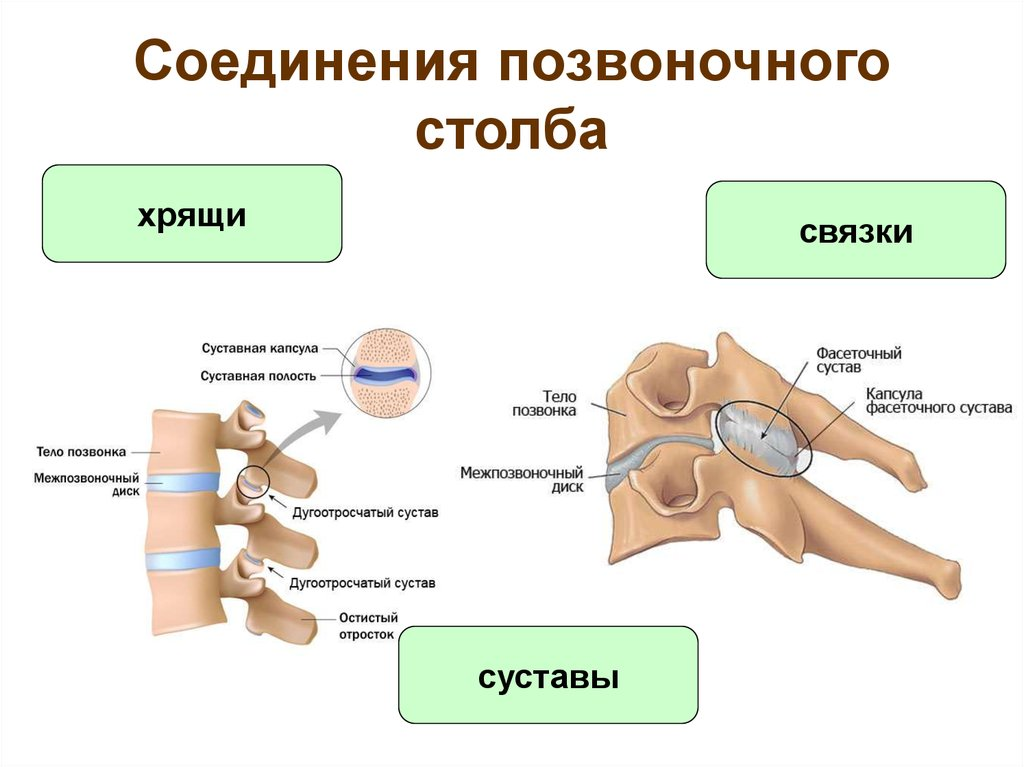 Соединения позвоночного
столба
хрящи
связки
Суставная капсула
Суставная полость
Тело позвонка
Межпозвоночный
диск
Дугоотросчатый сустав
Дугоотросчатый сустав
Остистый
отросток
Фасеточный
сустав
Капсула
фасеточного сустава
Тело
позвонка
Межпозвоночный
диск
суставы